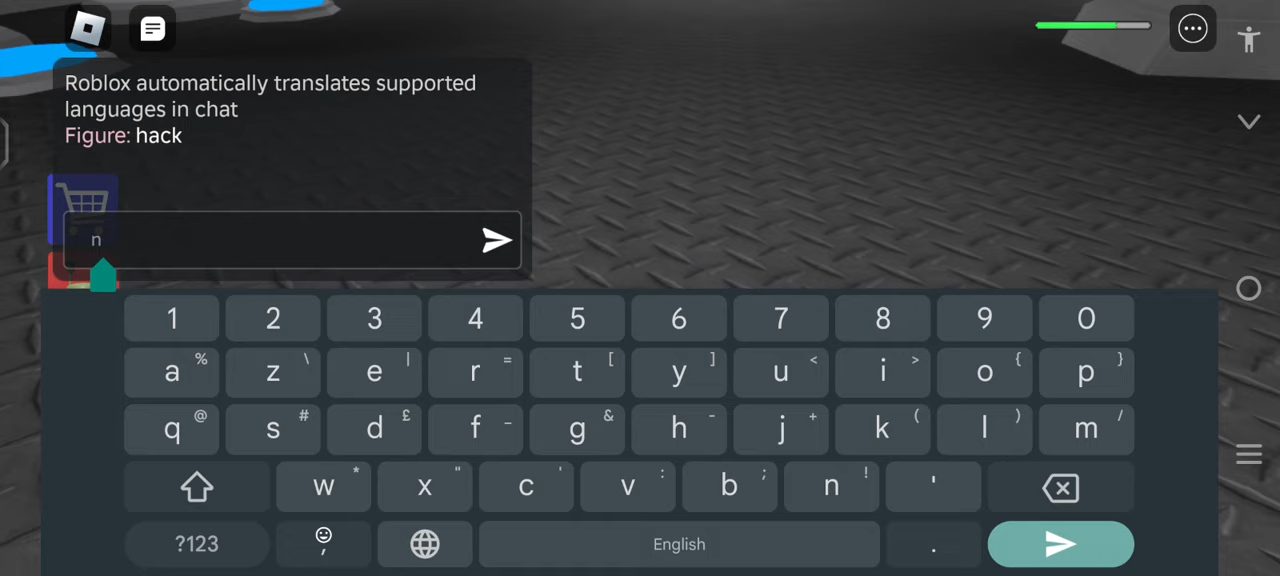 Roblox automatically translates supported
languages in chat
Figure: hack
n
1 2 3 4 5 6 7 8 9 0
a % z \ e | r = t [ y ] u < i > o { p }
q @ s # d £ f _ g & h - j + k ( l ) m /
w * x " c ' v : b ; n ! '
?123 , English .